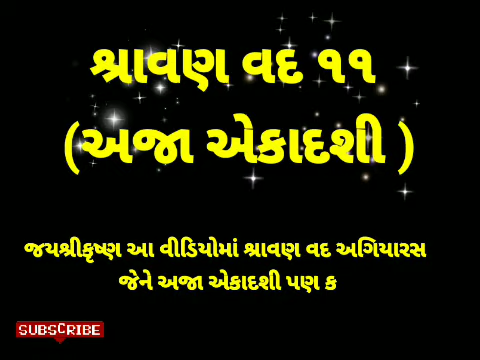 શ્રાવણ વદ ૧૧
(અજા એકાદશી )
જયશ્રીકૃષ્ણ આ વીડિયોમાં શ્રાવણ વદ અગિયારસ
જેને અજા એકાદશી પણ ક
SUBSCRIBE